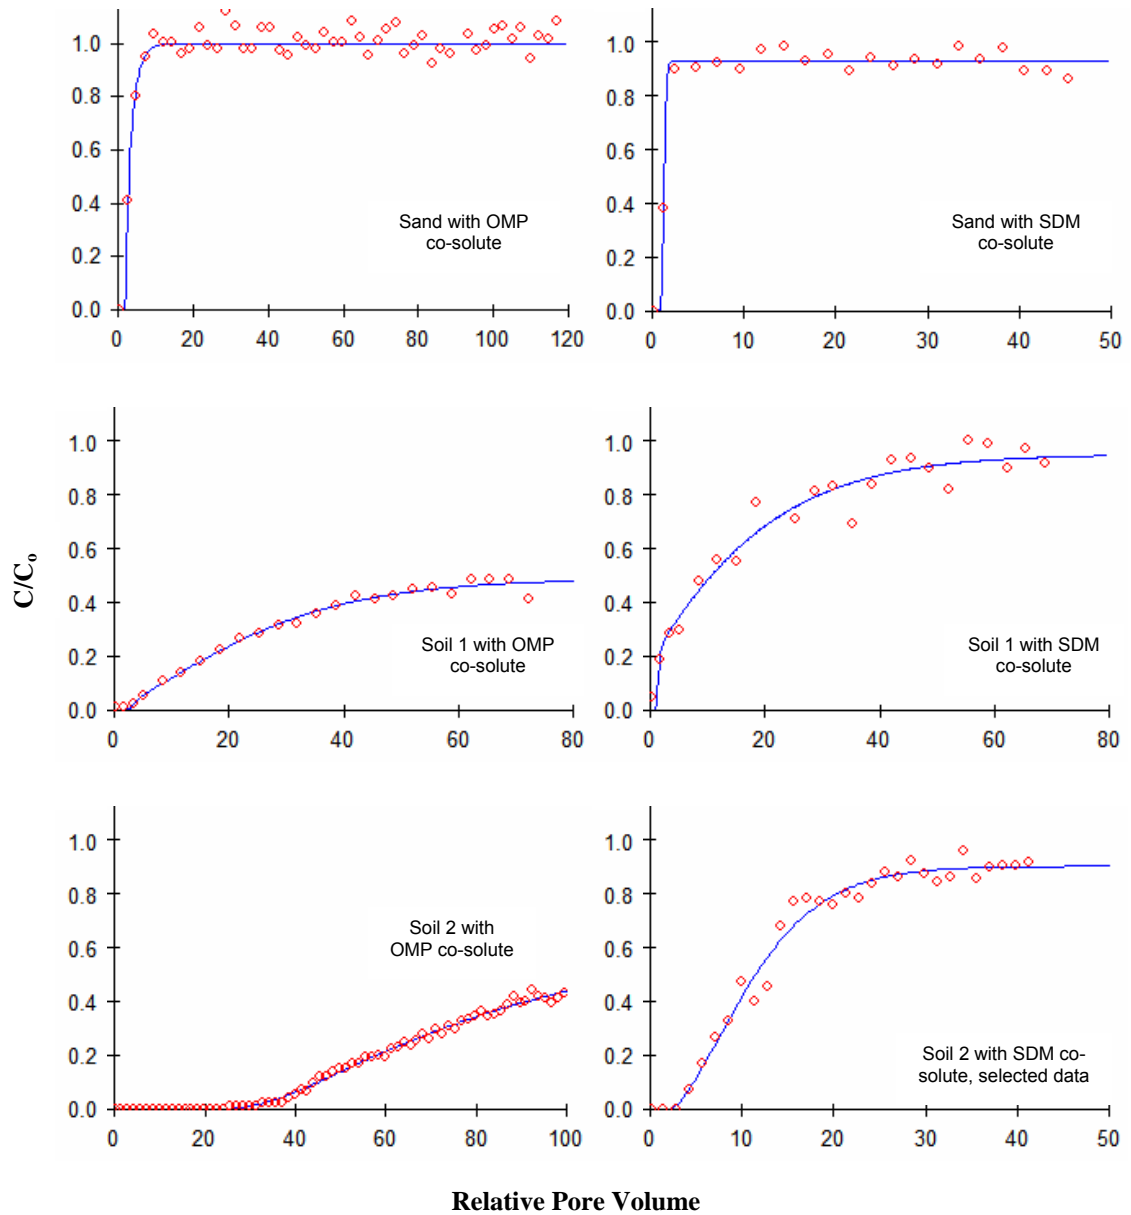 1.0
0.8
0.6
0.4
0.2
0.0
0 20 40 60 80 100 120
Sand with OMP
co-solute
1.0
0.8
0.6
0.4
0.2
0.0
0 10 20 30 40 50
Sand with SDM
co-solute
C/Co
1.0
0.8
0.6
0.4
0.2
0.0
0 20 40 60 80
Soil 1 with OMP
co-solute
1.0
0.8
0.6
0.4
0.2
0.0
0 20 40 60 80
Soil 1 with SDM
co-solute
1.0
0.8
0.6
0.4
0.2
0.0
0 20 40 60 80 100
Soil 2 with
OMP co-solute
1.0
0.8
0.6
0.4
0.2
0.0
0 10 20 30 40 50
Soil 2 with SDM co-
solute, selected data
Relative Pore Volume